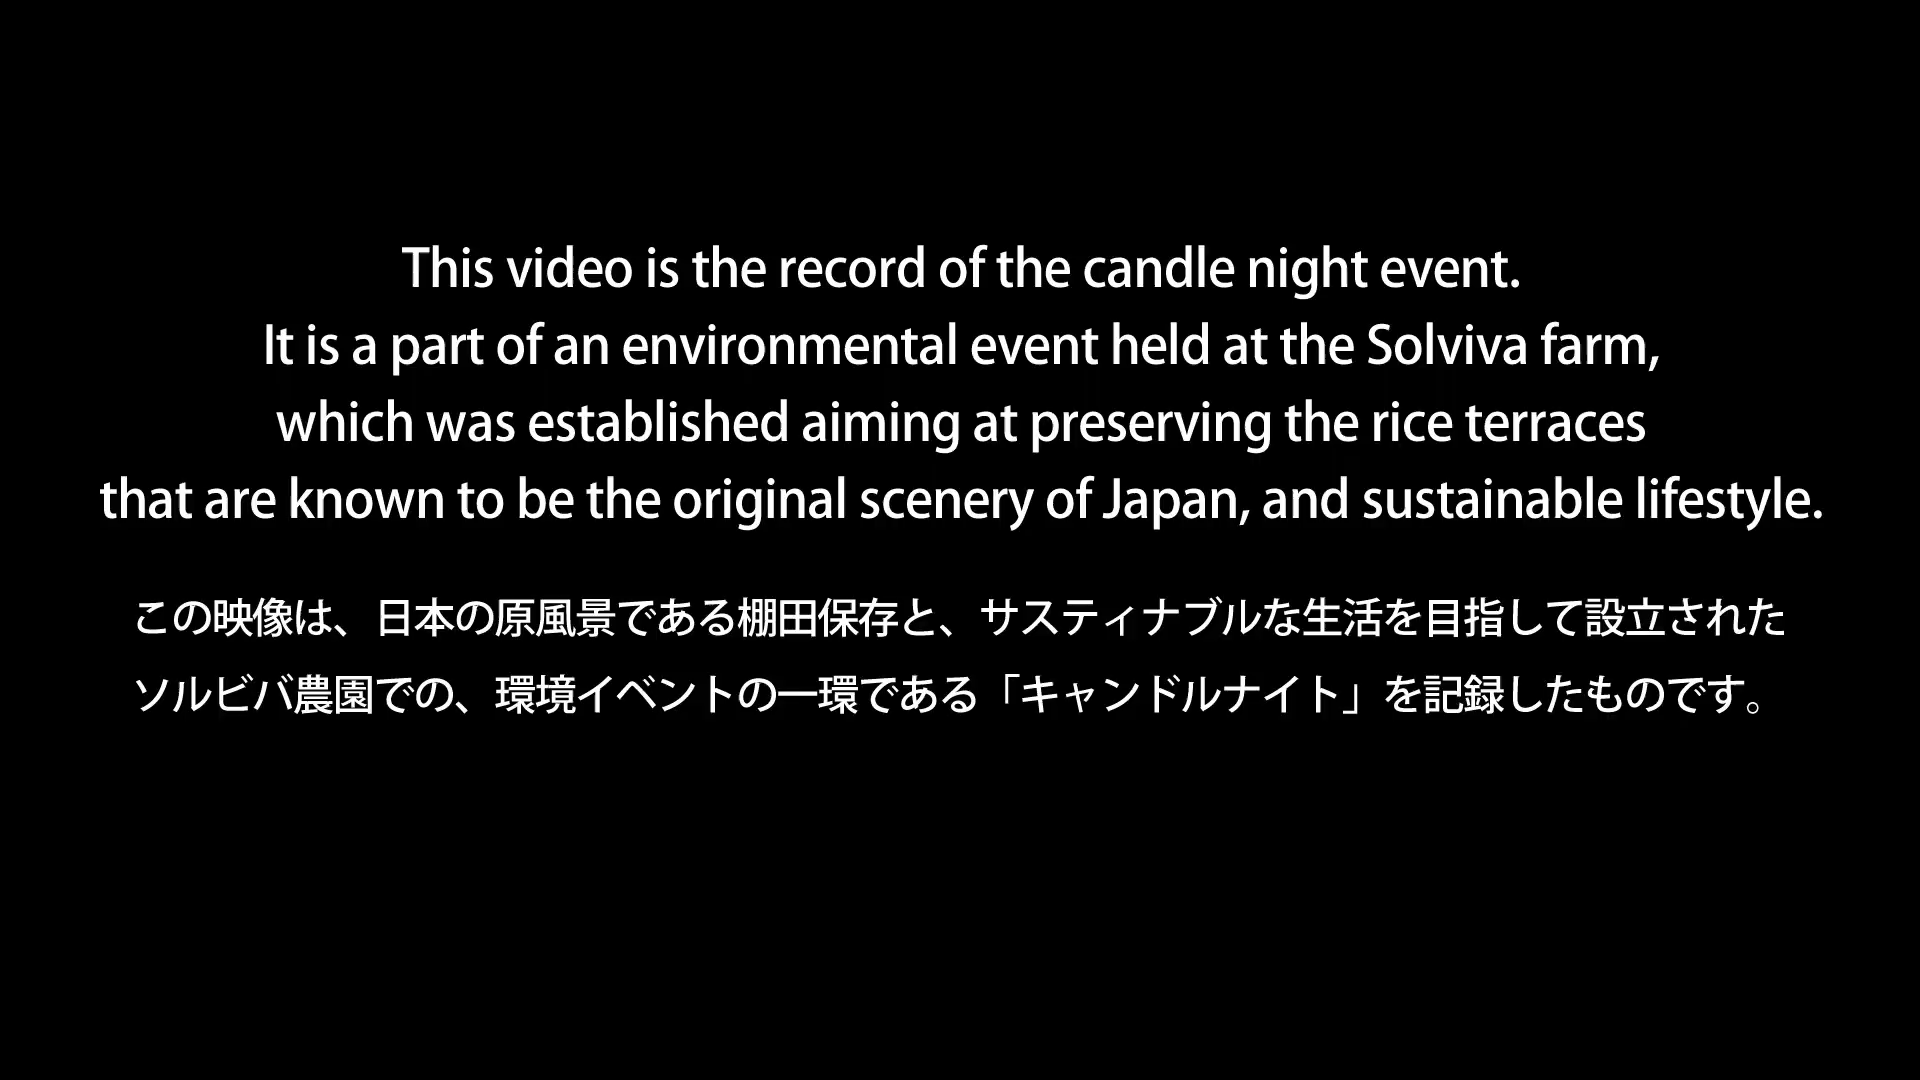 This video is the record of the candle night event.
It is a part of an environmental event held at the Solviva farm,
which was established aiming at preserving the rice terraces
that are known to be the original scenery of Japan, and sustainable lifestyle.
この映像は、日本の原風景である棚田保存と、サスティナブルな生活を目指して設立された
ソルビバ農園での、環境イベントの一環である「キャンドルナイト」を記録したものです。